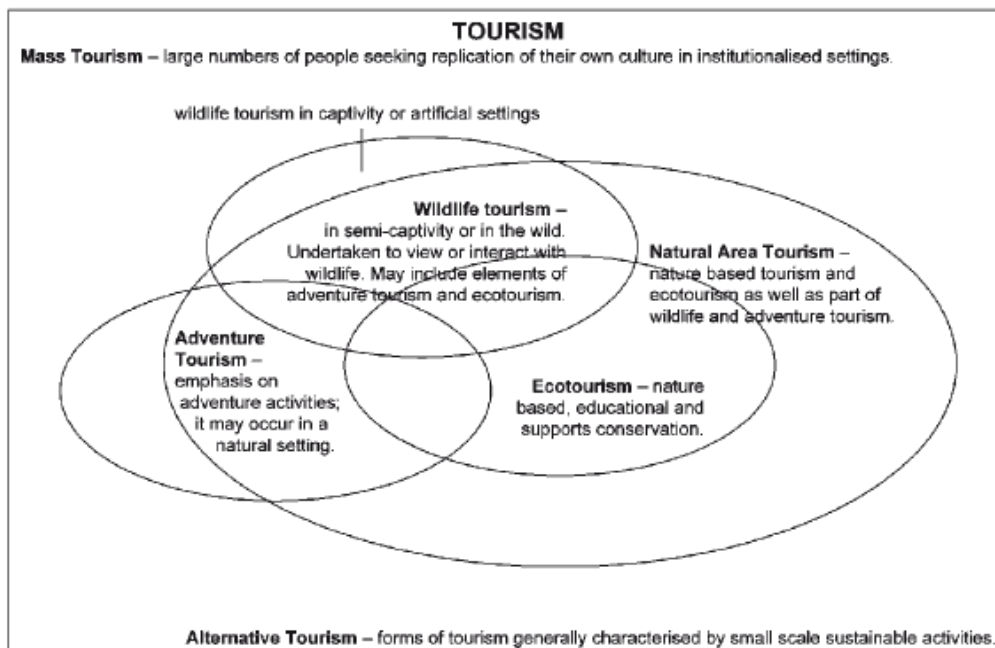 TOURISM
Mass Tourism – large numbers of people seeking replication of their own culture in institutionalised settings.
wildlife tourism in captivity or artificial settings
Wildlife tourism –
in semi-captivity or in the wild.
Undertaken to view or interact with
wildlife. May include elements of
adventure tourism and ecotourism.
Natural Area Tourism –
nature based tourism and
ecotourism as well as part of
wildlife and adventure tourism.
Adventure
Tourism –
emphasis on
adventure activities;
it may occur in a
natural setting.
Ecotourism – nature
based, educational and
supports conservation.
Alternative Tourism – forms of tourism generally characterised by small scale sustainable activities.